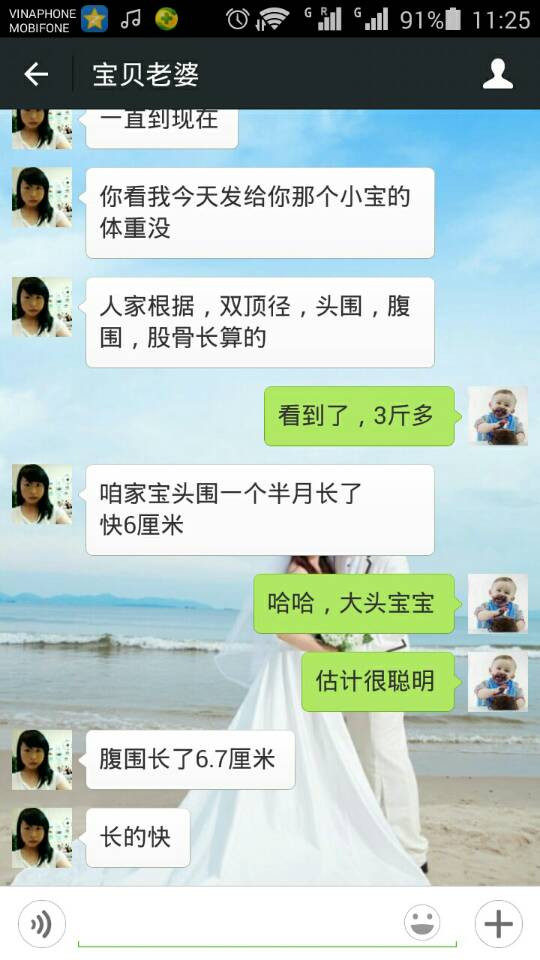 VINAPHONE
MOBIFONE
G R G 91% 11:25
宝贝老婆
一直到现在
你看我今天发给你那个小宝的
体重没
人家根据，双顶径，头围，腹
围，股骨长算的
看到了，3斤多
咱家宝头围一个半月长了
快6厘米
哈哈，大头宝宝
估计很聪明
腹围长了6.7厘米
长的快